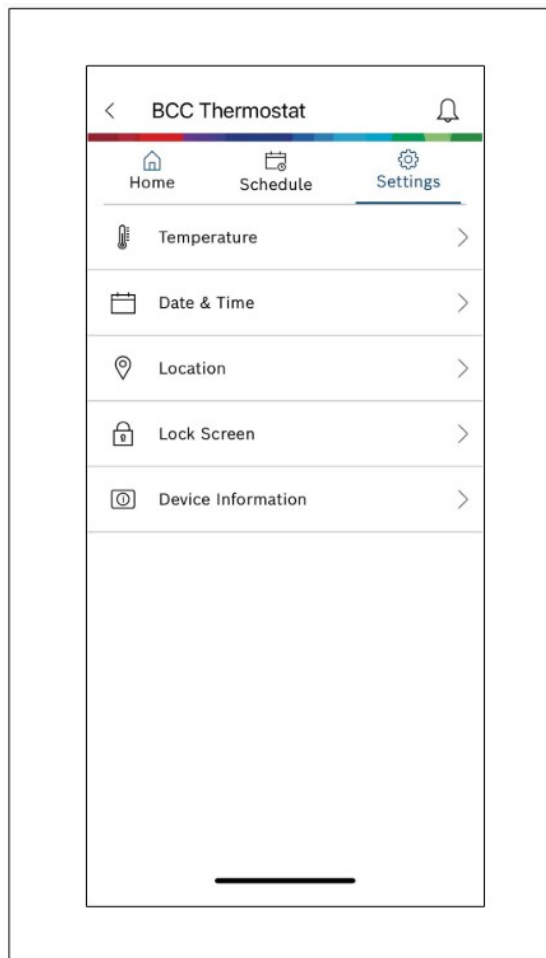 BCC Thermostat
Home Schedule Settings
Temperature
Date & Time
Location
Lock Screen
Device Information